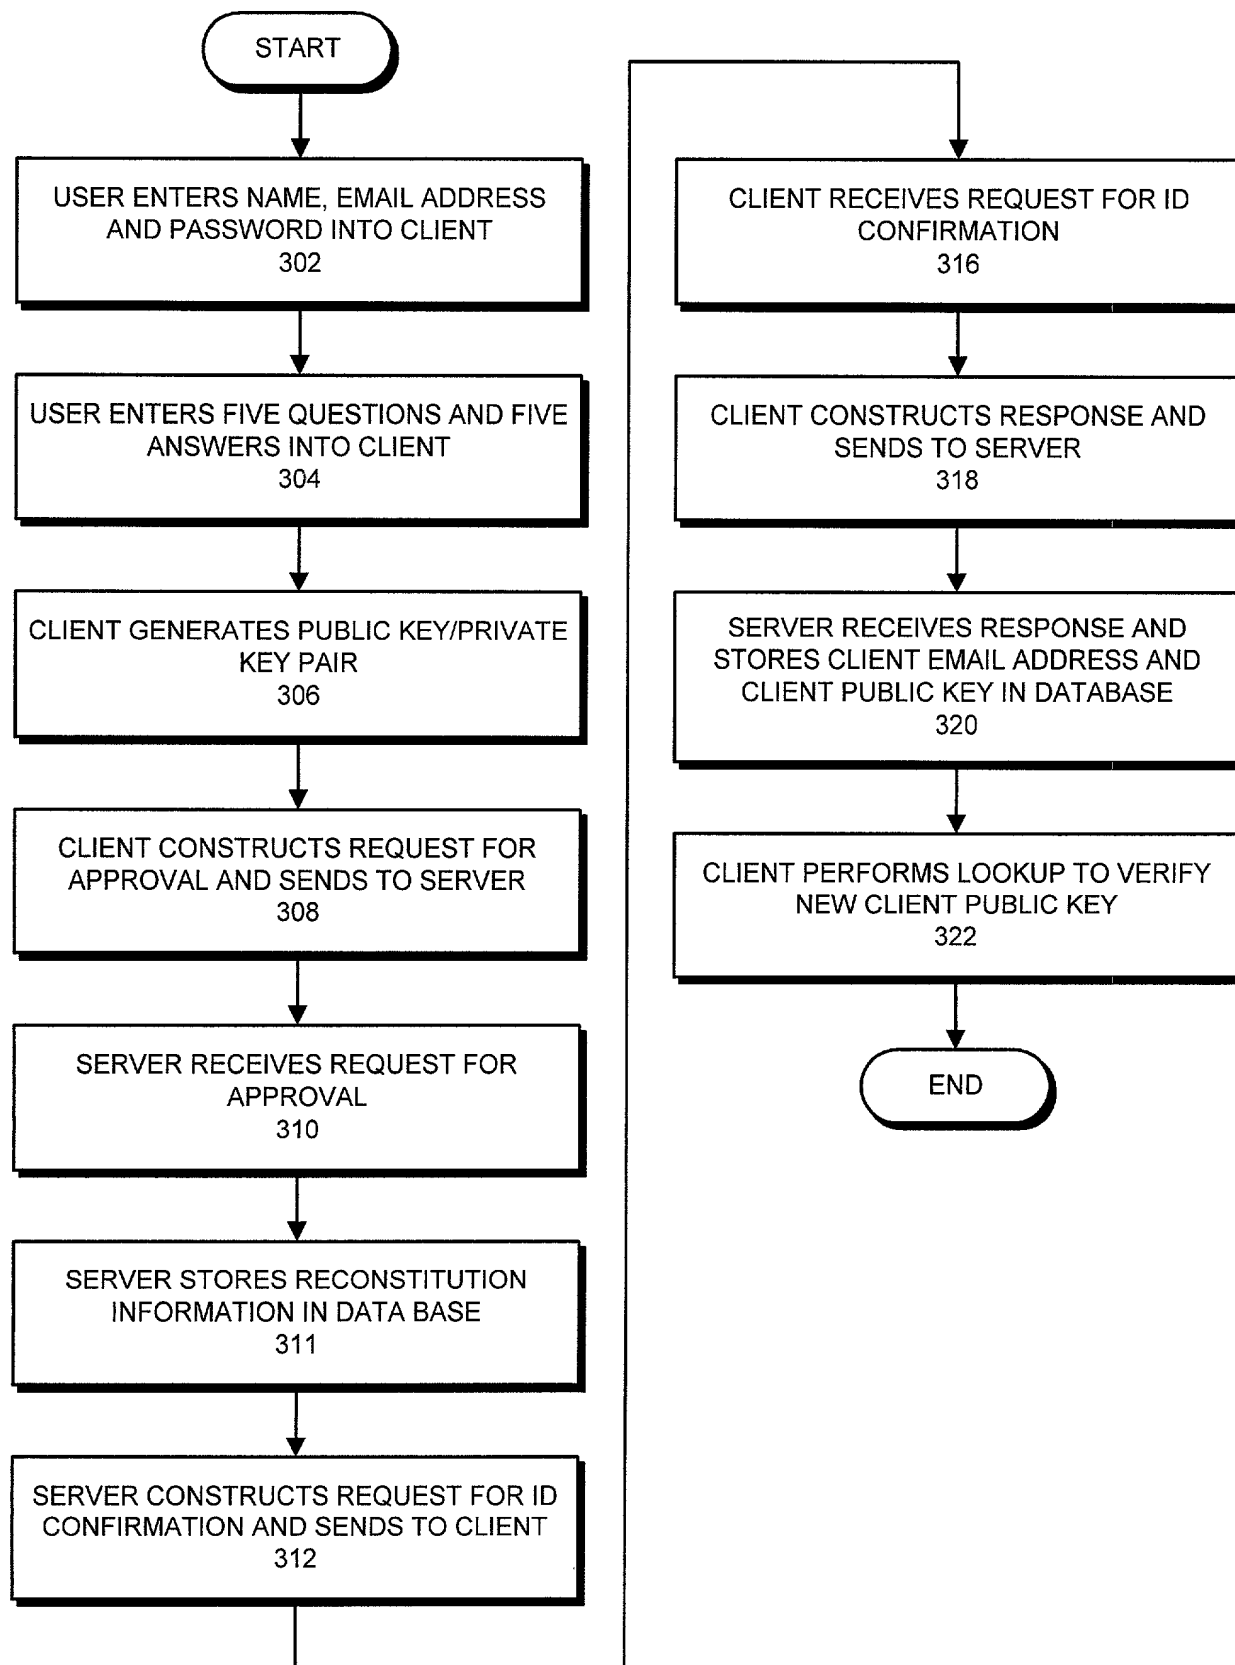 START
USER ENTERS NAME, EMAIL ADDRESS
AND PASSWORD INTO CLIENT
302
USER ENTERS FIVE QUESTIONS AND FIVE
ANSWERS INTO CLIENT
304
CLIENT GENERATES PUBLIC KEY/PRIVATE
KEY PAIR
306
CLIENT CONSTRUCTS REQUEST FOR
APPROVAL AND SENDS TO SERVER
308
SERVER RECEIVES REQUEST FOR
APPROVAL
310
SERVER STORES RECONSTITUTION
INFORMATION IN DATA BASE
311
SERVER CONSTRUCTS REQUEST FOR ID
CONFIRMATION AND SENDS TO CLIENT
312
CLIENT RECEIVES REQUEST FOR ID
CONFIRMATION
316
CLIENT CONSTRUCTS RESPONSE AND
SENDS TO SERVER
318
SERVER RECEIVES RESPONSE AND
STORES CLIENT EMAIL ADDRESS AND
CLIENT PUBLIC KEY IN DATABASE
320
CLIENT PERFORMS LOOKUP TO VERIFY
NEW CLIENT PUBLIC KEY
322
END